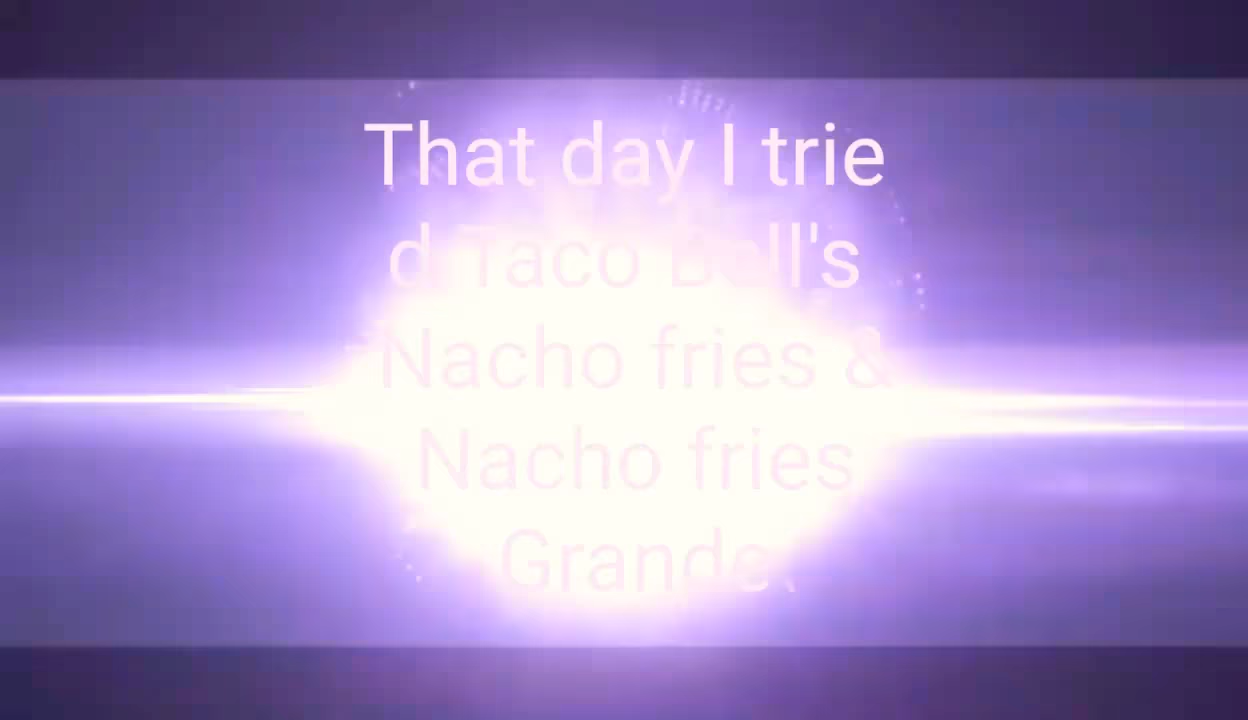 That day I trie
d Taco Bell's
Nacho fries &
Nacho fries
Grande